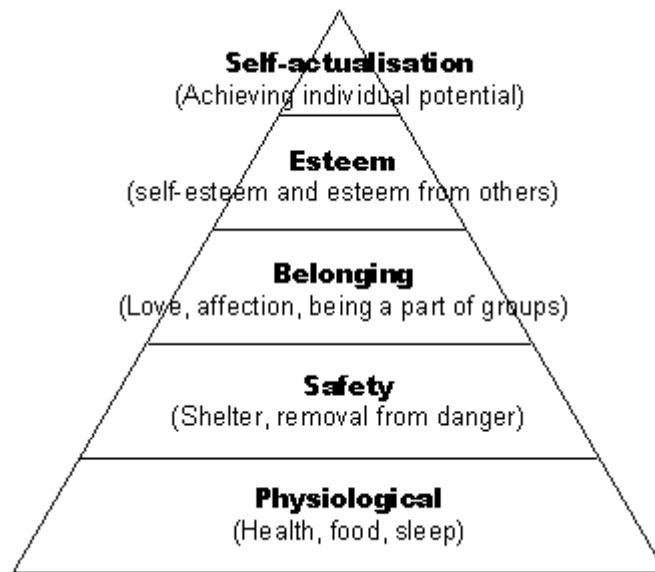 Self-actualisation
(Achieving individual potential)
Esteem
(self-esteem and esteem from others)
Belonging
(Love, affection, being a part of groups)
Safety
(Shelter, removal from danger)
Physiological
(Health, food, sleep)